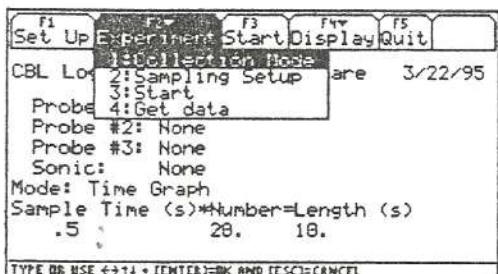 F1 F2▼ F3 F4▼ F5
Set Up Experiment Start Display Quit
1:Collection Mode
CBL Lo are 3/22/95
2:Sampling Setup
3:Start
Probe 4:Get data
Probe #2: None
Probe #3: None
Sonic: None
Mode: Time Graph
Sample Time (s)*Number=Length (s)
.5 20. 10.
TYPE OR USE ←→↑↓ + [ENTER]=OK AND [ESC]=CANCEL